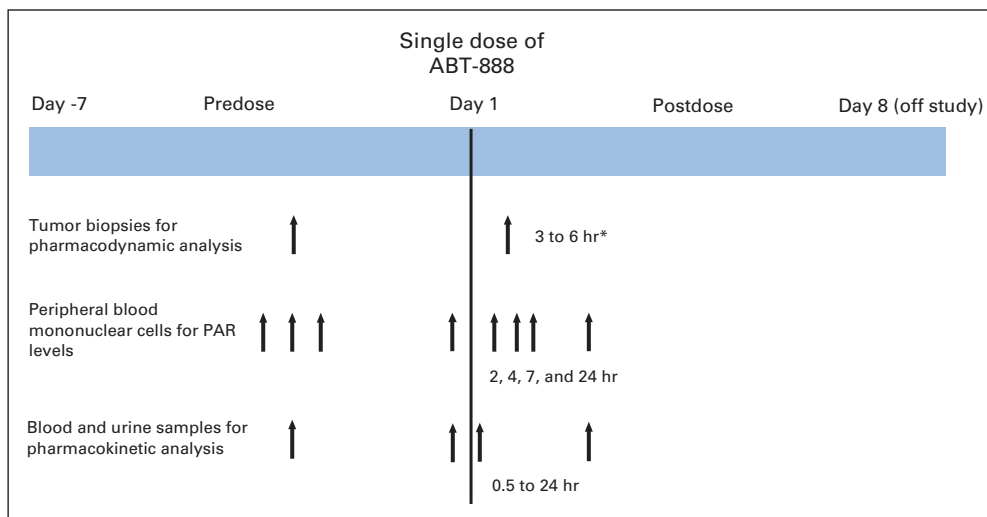 Single dose of
ABT-888
Day -7
Predose
Day 1
Postdose
Day 8 (off study)
Tumor biopsies for
pharmacodynamic analysis
3 to 6 hr*
Peripheral blood
mononuclear cells for PAR
levels
2, 4, 7, and 24 hr
Blood and urine samples for
pharmacokinetic analysis
0.5 to 24 hr